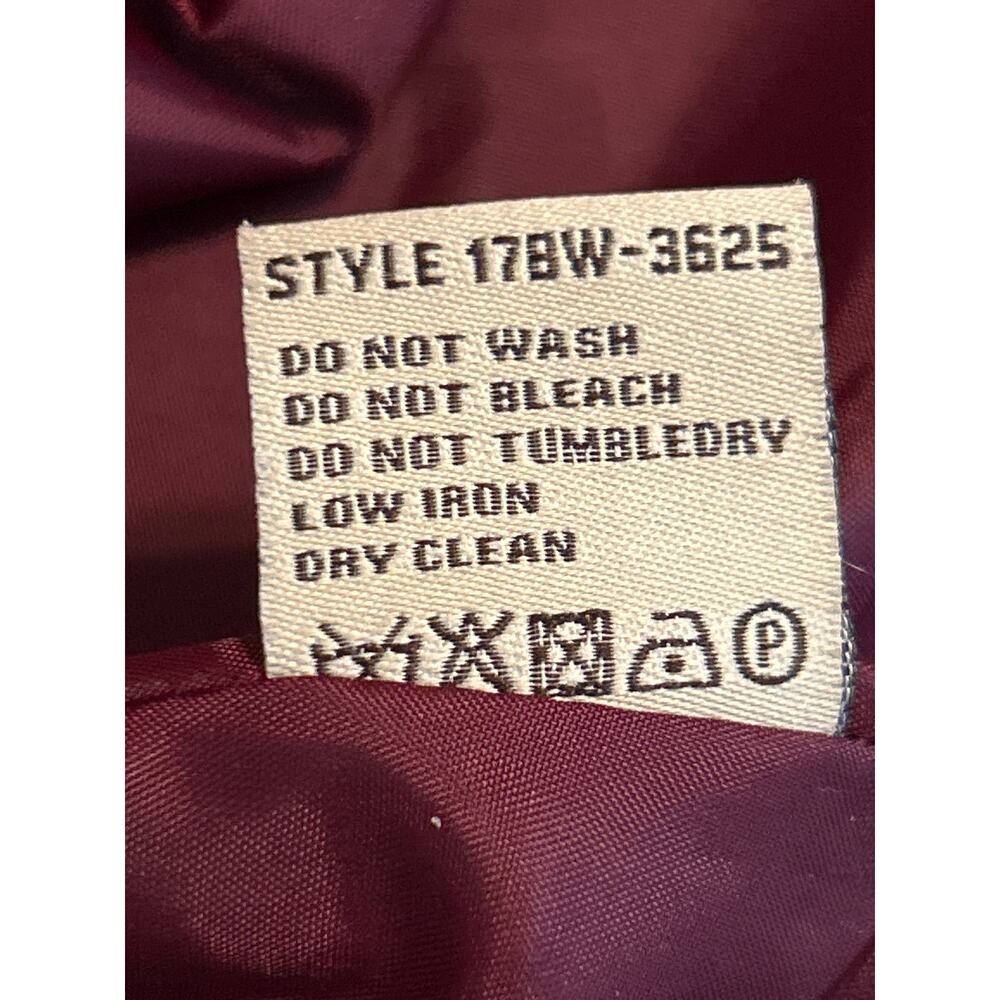 STYLE 17BW-3625
DO NOT WASH
DO NOT BLEACH
DO NOT TUMBLEDRY
LOW IRON
DRY CLEAN
P